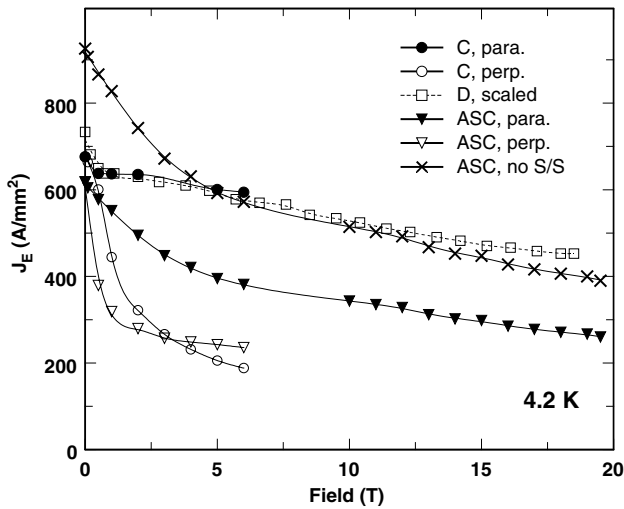 C, para.
C, perp.
D, scaled
ASC, para.
ASC, perp.
ASC, no S/S
800
600
400
200
0
J_E (A/mm²)
4.2 K
0 5 10 15 20
Field (T)